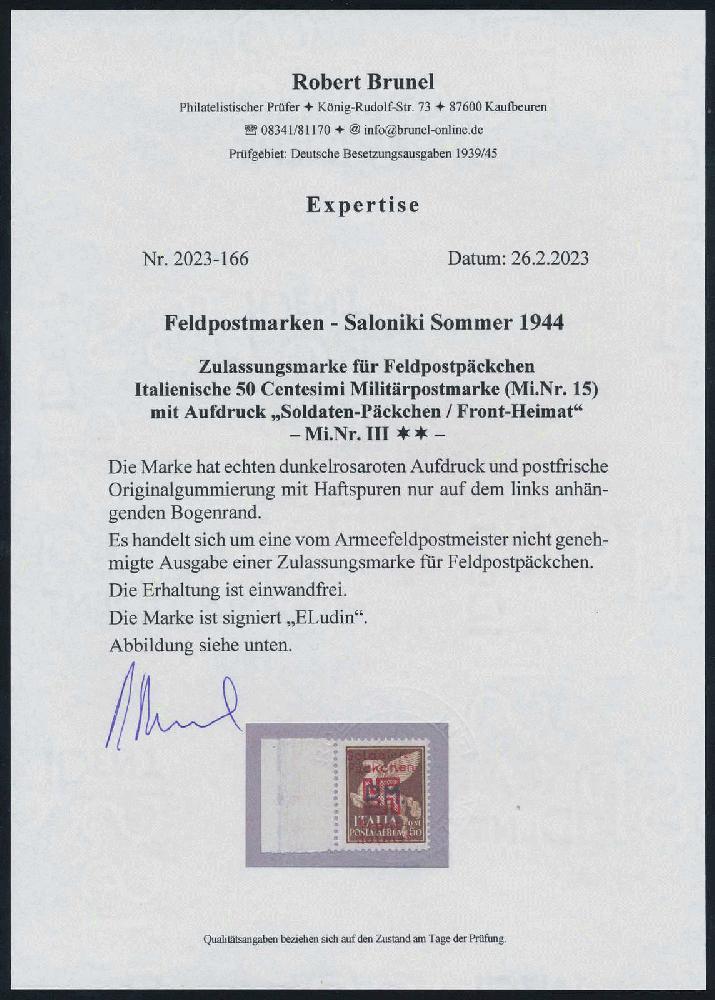 Robert Brunel
Philatelistischer Prüfer ✦ König-Rudolf-Str. 73 ✦ 87600 Kaufbeuren
☎ 08341/81170 ✦ @ info@brunel-online.de
Prüfgebiet: Deutsche Besetzungsausgaben 1939/45
Expertise
Nr. 2023-166 Datum: 26.2.2023
Feldpostmarken - Saloniki Sommer 1944
Zulassungsmarke für Feldpostpäckchen
Italienische 50 Centesimi Militärpostmarke (Mi.Nr. 15)
mit Aufdruck „Soldaten-Päckchen / Front-Heimat“
– Mi.Nr. III ✶✶ –
Die Marke hat echten dunkelrosaroten Aufdruck und postfrische
Originalgummierung mit Haftspuren nur auf dem links anhän-
genden Bogenrand.
Es handelt sich um eine vom Armeefeldpostmeister nicht geneh-
migte Ausgabe einer Zulassungsmarke für Feldpostpäckchen.
Die Erhaltung ist einwandfrei.
Die Marke ist signiert „ELudin“.
Abbildung siehe unten.
Soldaten
Päckchen
ITALIA
POSTA AEREA 50
Qualitätsangaben beziehen sich auf den Zustand am Tage der Prüfung.